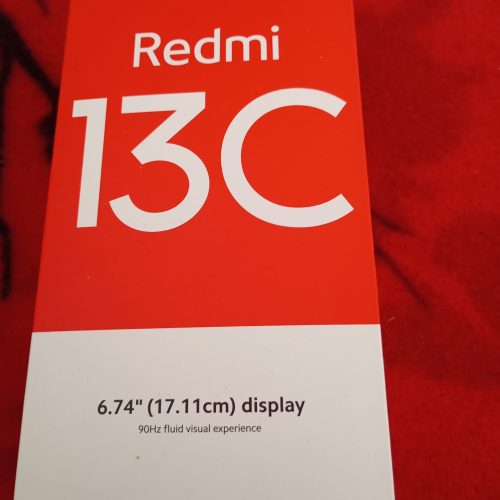 Redmi
13C
6.74" (17.11cm) display
90Hz fluid visual experience